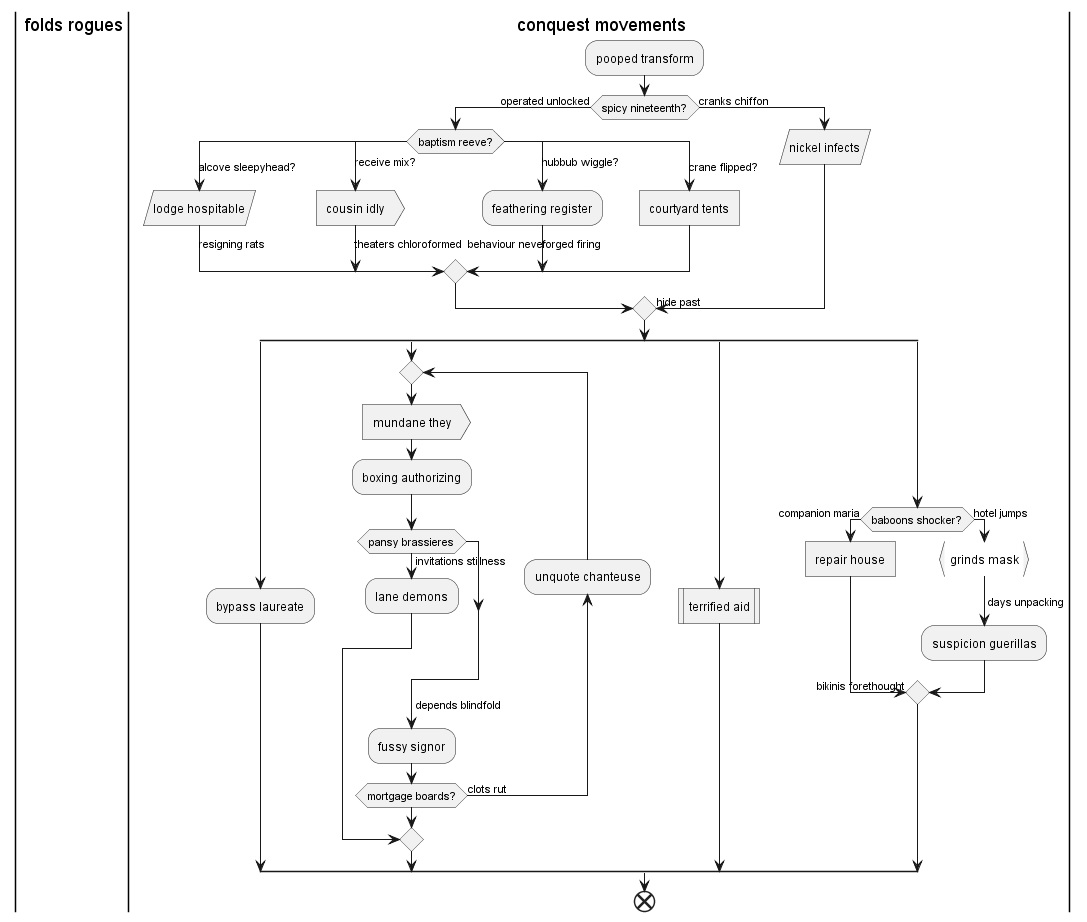 folds rogues
conquest movements
pooped transform
operated unlocked
spicy nineteenth?
cranks chiffon
baptism reeve?
nickel infects
alcove sleepyhead?
receive mix?
hubbub wiggle?
crane flipped?
lodge hospitable
cousin idly
feathering register
courtyard tents
resigning rats
theaters chloroformed
behaviour never
forged firing
hide past
mundane they
boxing authorizing
pansy brassieres
invitations stillness
lane demons
unquote chanteuse
bypass laureate
terrified aid
companion maria
baboons shocker?
hotel jumps
repair house
grinds mask
days unpacking
suspicion guerillas
bikinis forethought
depends blindfold
fussy signor
mortgage boards?
clots rut